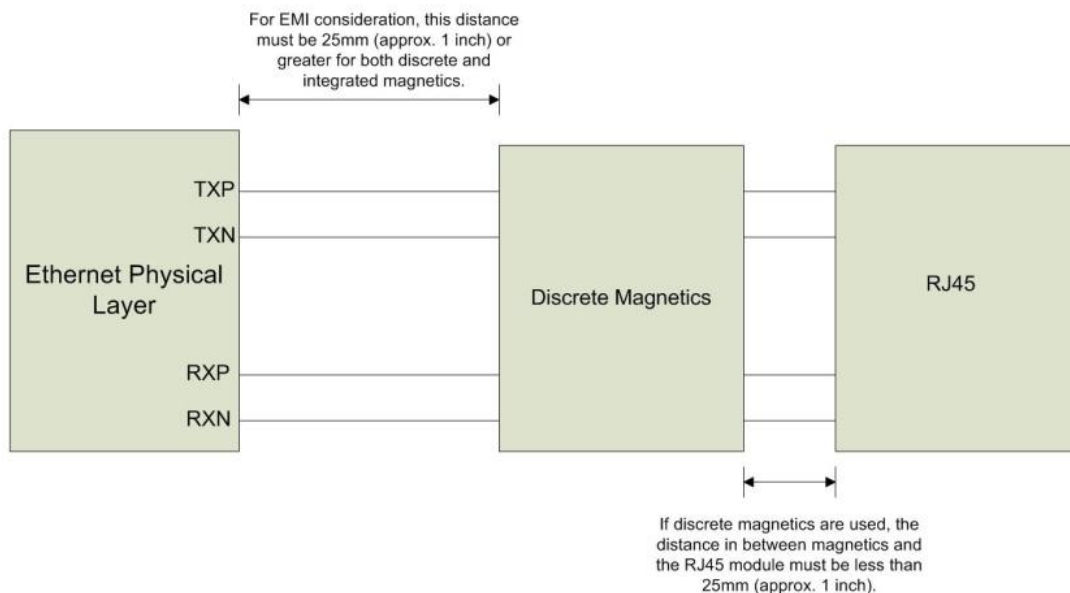 For EMI consideration, this distance
must be 25mm (approx. 1 inch) or
greater for both discrete and
integrated magnetics.
TXP
TXN
Ethernet Physical
Layer
RXP
RXN
Discrete Magnetics
RJ45
If discrete magnetics are used, the
distance in between magnetics and
the RJ45 module must be less than
25mm (approx. 1 inch).